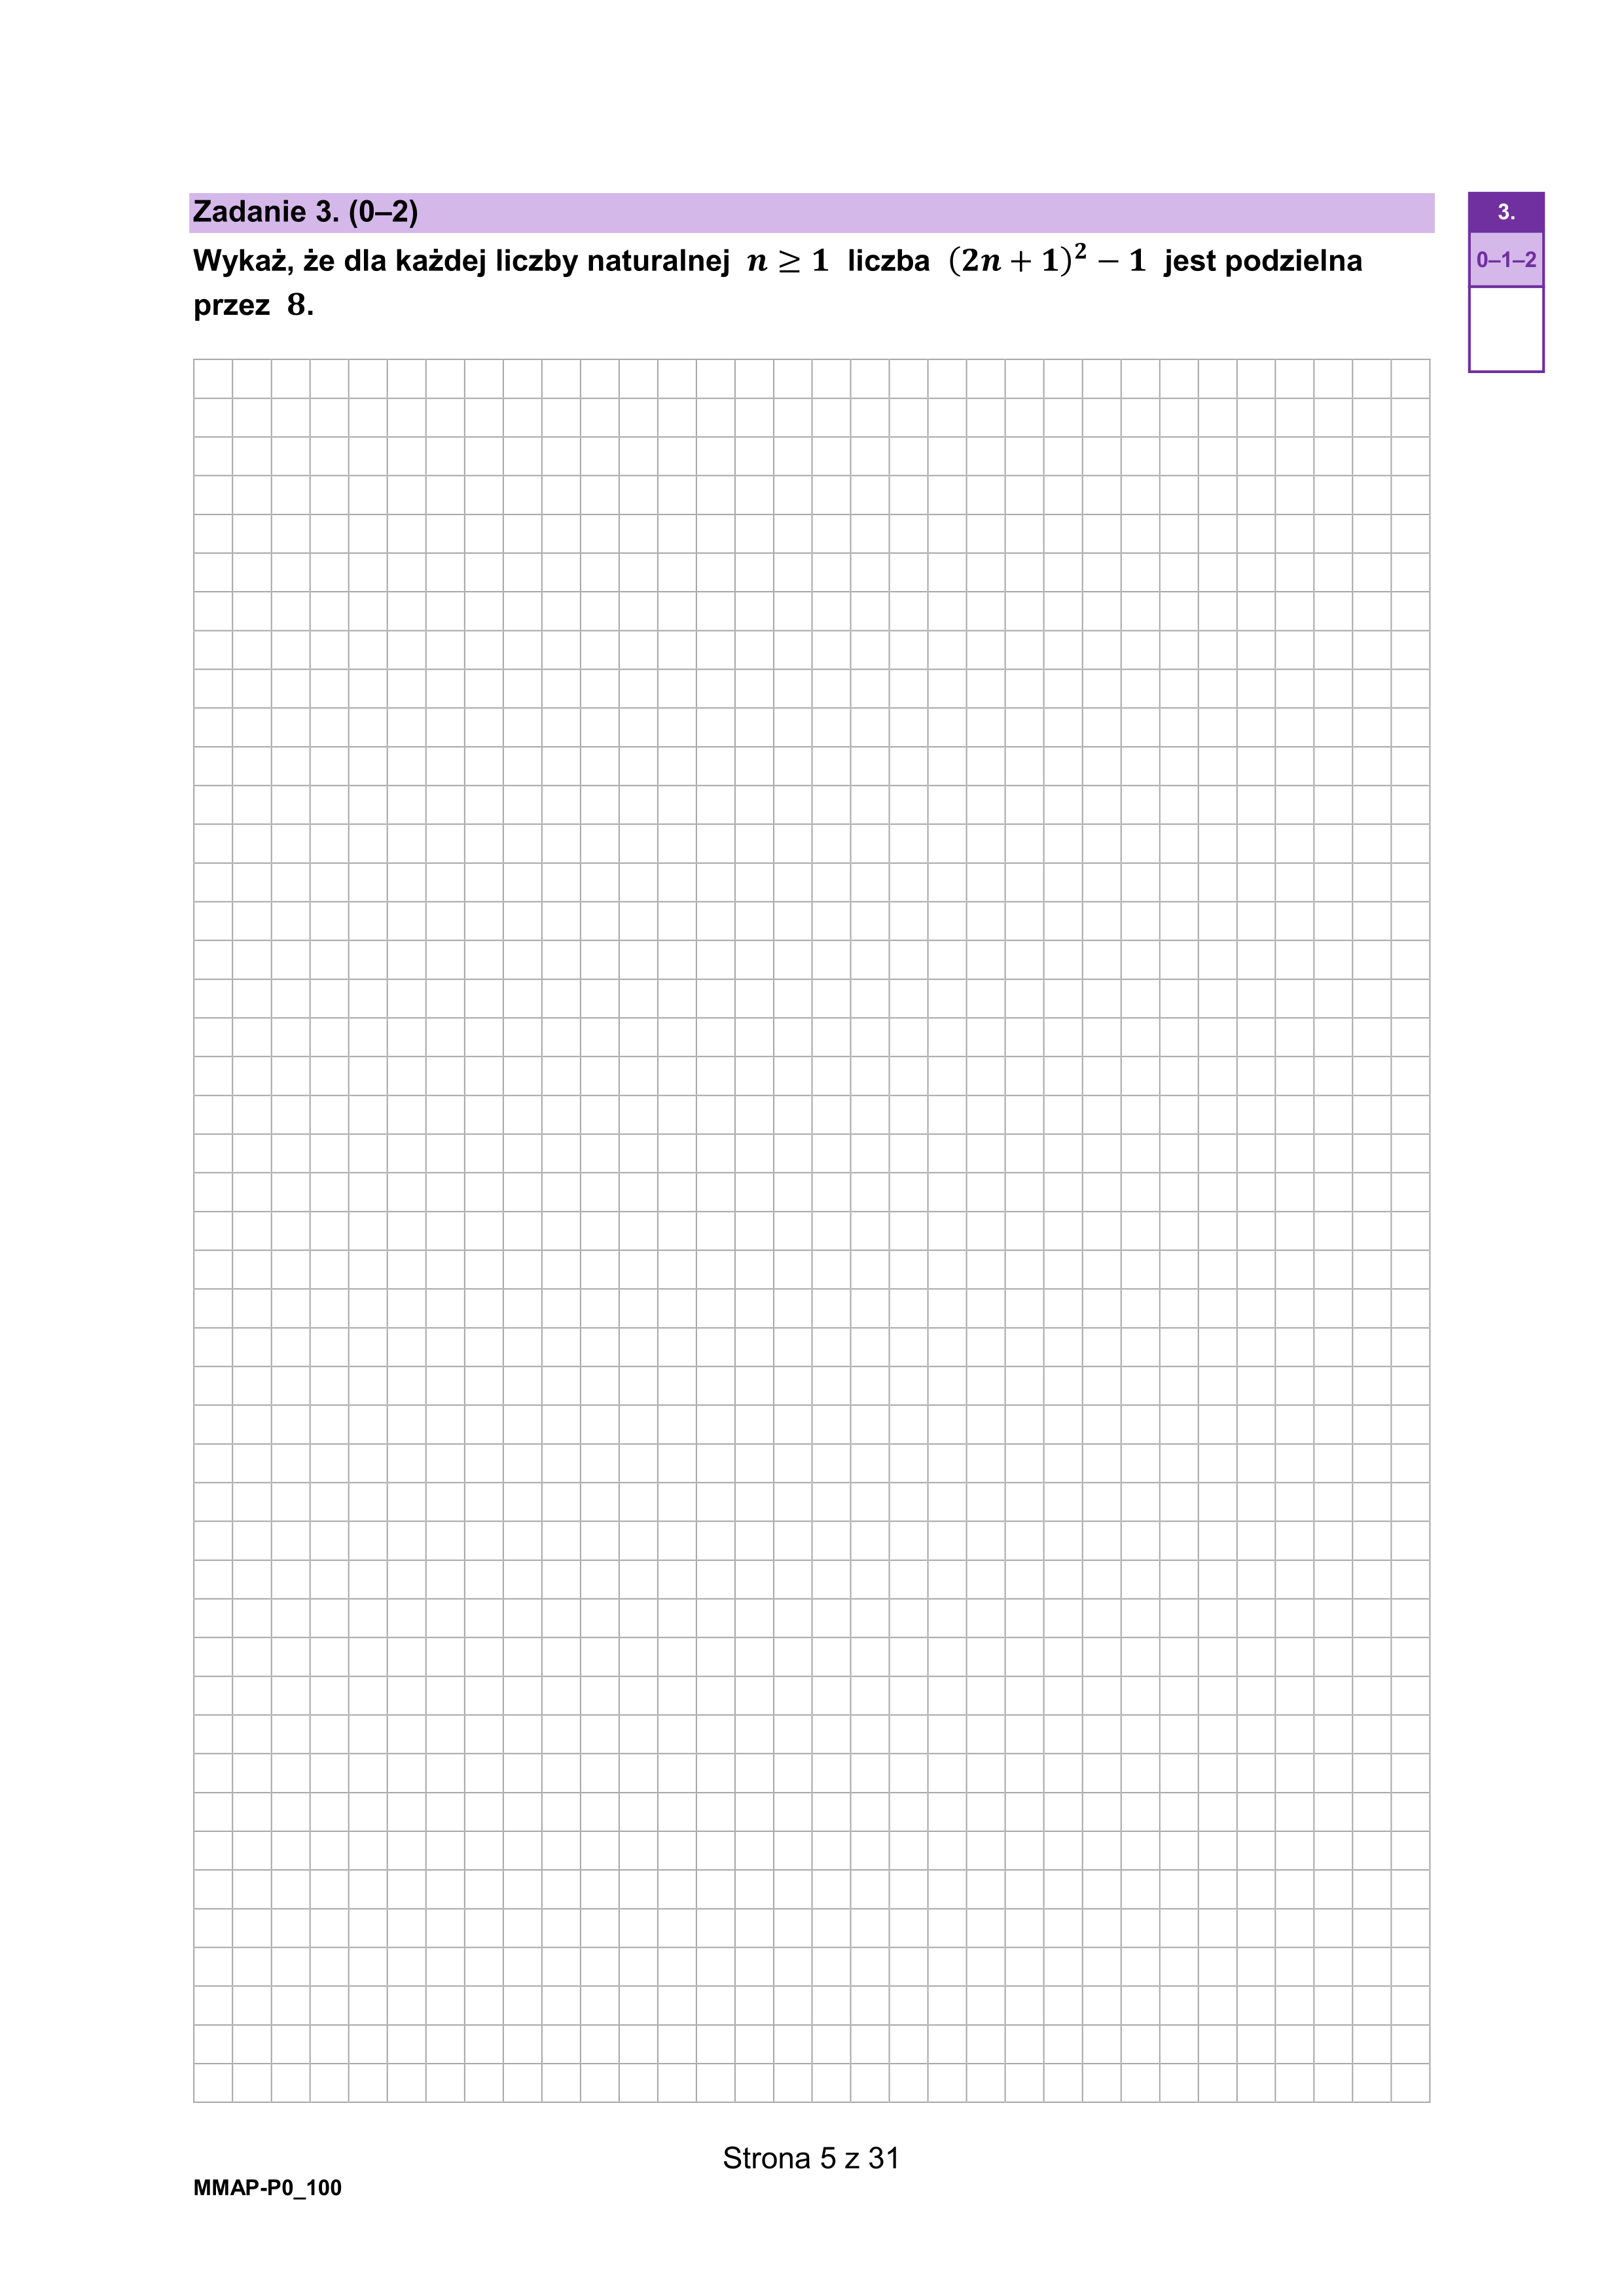 Zadanie 3. (0–2)
3.
Wykaż, że dla każdej liczby naturalnej n ≥ 1 liczba (2n + 1)² − 1 jest podzielna
0–1–2
przez 8.
Strona 5 z 31
MMAP-P0_100